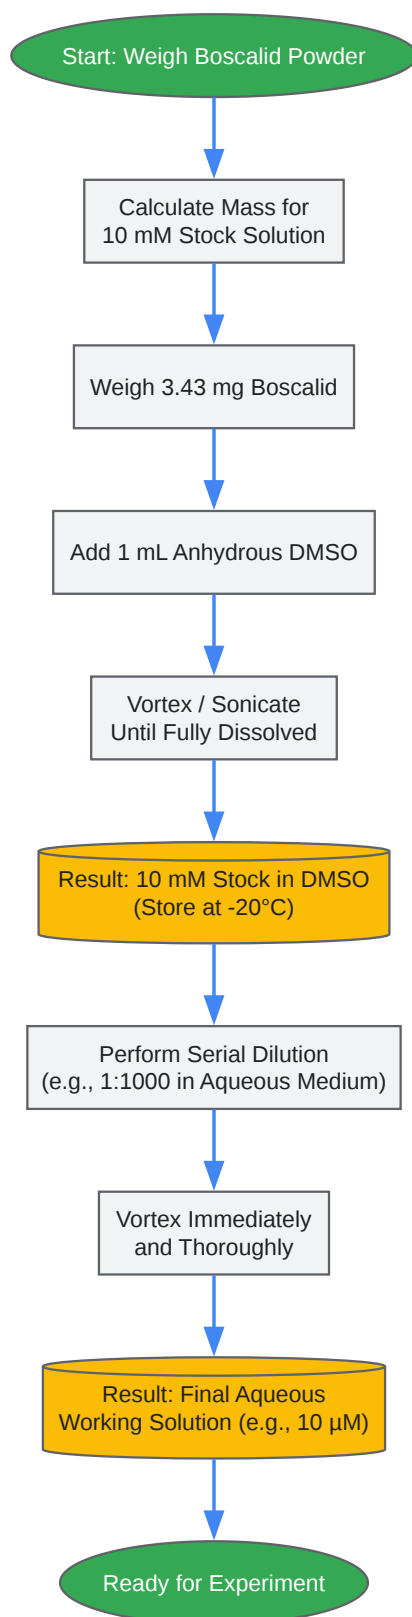 Start: Weigh Boscalid Powder
Calculate Mass for
10 mM Stock Solution
Weigh 3.43 mg Boscalid
Add 1 mL Anhydrous DMSO
Vortex / Sonicate
Until Fully Dissolved
Result: 10 mM Stock in DMSO
(Store at -20°C)
Perform Serial Dilution
(e.g., 1:1000 in Aqueous Medium)
Vortex Immediately
and Thoroughly
Result: Final Aqueous
Working Solution (e.g., 10 µM)
Ready for Experiment